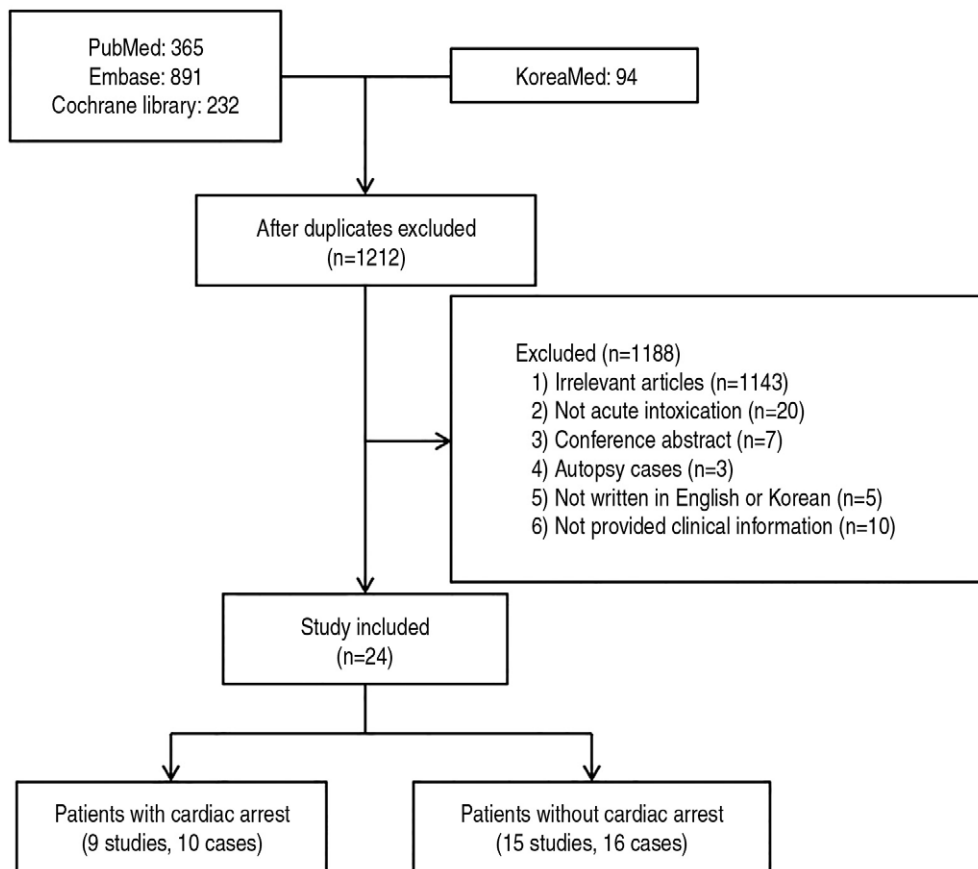 PubMed: 365
Embase: 891
Cochrane library: 232
KoreaMed: 94
After duplicates excluded
(n=1212)
Excluded (n=1188)
1) Irrelevant articles (n=1143)
2) Not acute intoxication (n=20)
3) Conference abstract (n=7)
4) Autopsy cases (n=3)
5) Not written in English or Korean (n=5)
6) Not provided clinical information (n=10)
Study included
(n=24)
Patients with cardiac arrest
(9 studies, 10 cases)
Patients without cardiac arrest
(15 studies, 16 cases)